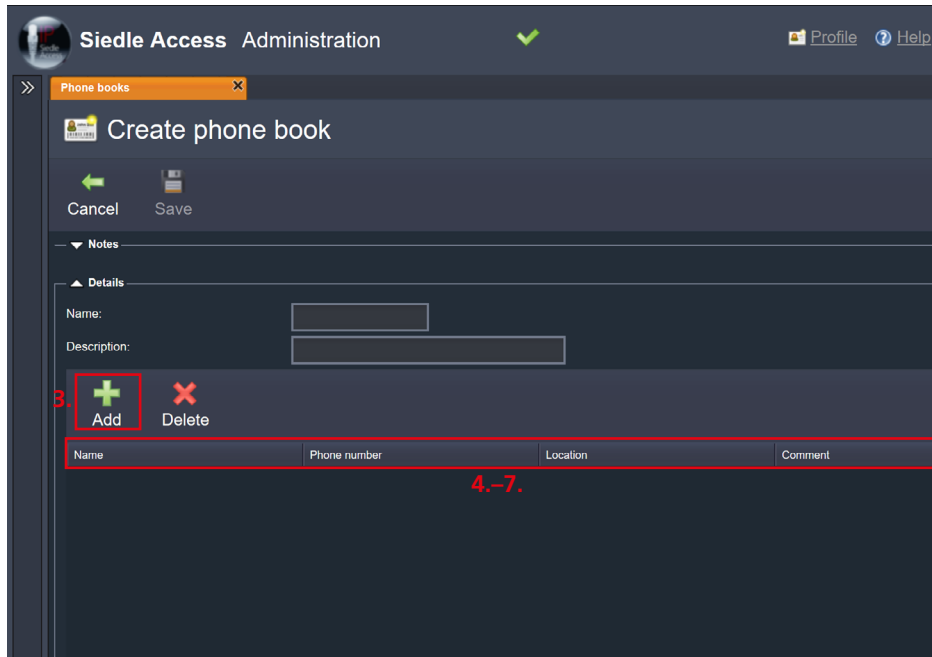 Siedle Access Administration
Profile
Help
Phone books
Create phone book
Cancel
Save
Notes
Details
Name:
Description:
3.
Add
Delete
Name
Phone number
Location
Comment
4.–7.